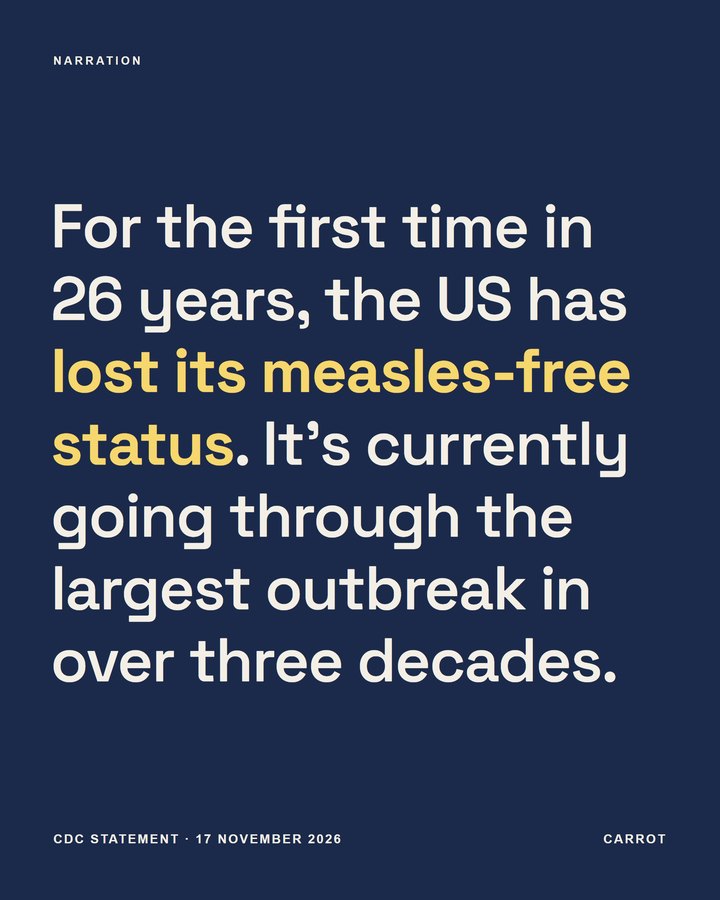 NARRATION
For the first time in
26 years, the US has
lost its measles-free
status. It’s currently
going through the
largest outbreak in
over three decades.
CDC STATEMENT · 17 NOVEMBER 2026
CARROT